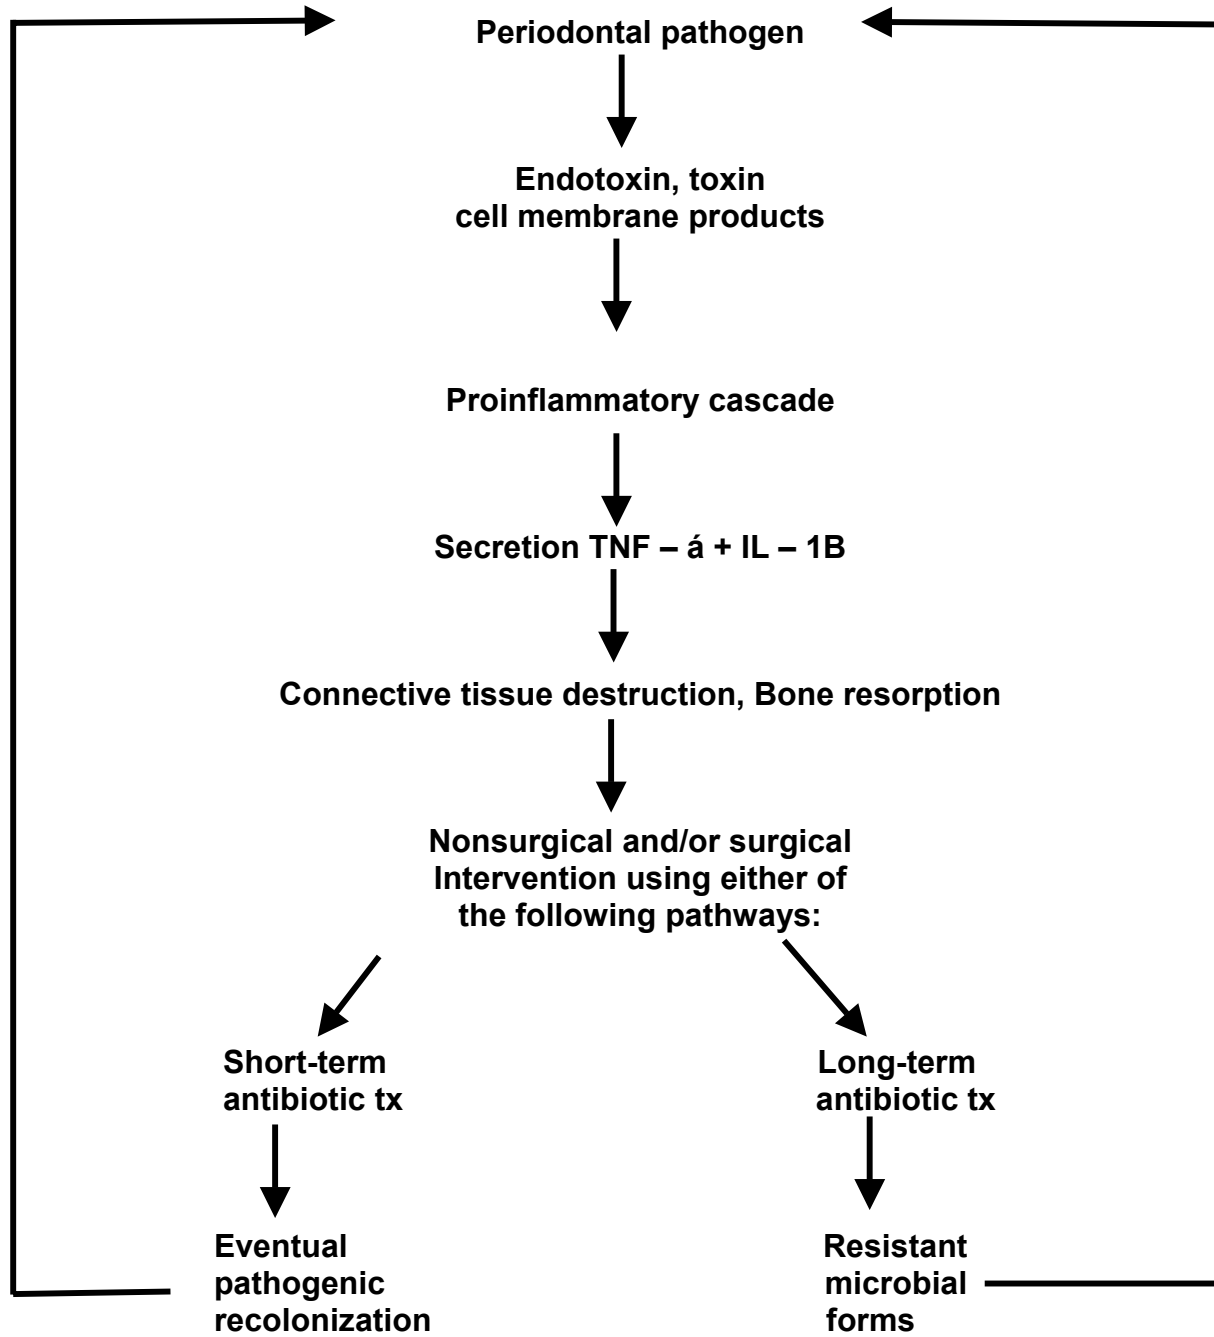 Periodontal pathogen
Endotoxin, toxin
cell membrane products
Proinflammatory cascade
Secretion TNF – á + IL – 1B
Connective tissue destruction, Bone resorption
Nonsurgical and/or surgical
Intervention using either of
the following pathways:
Short-term
antibiotic tx
Long-term
antibiotic tx
Eventual
pathogenic
recolonization
Resistant
microbial
forms